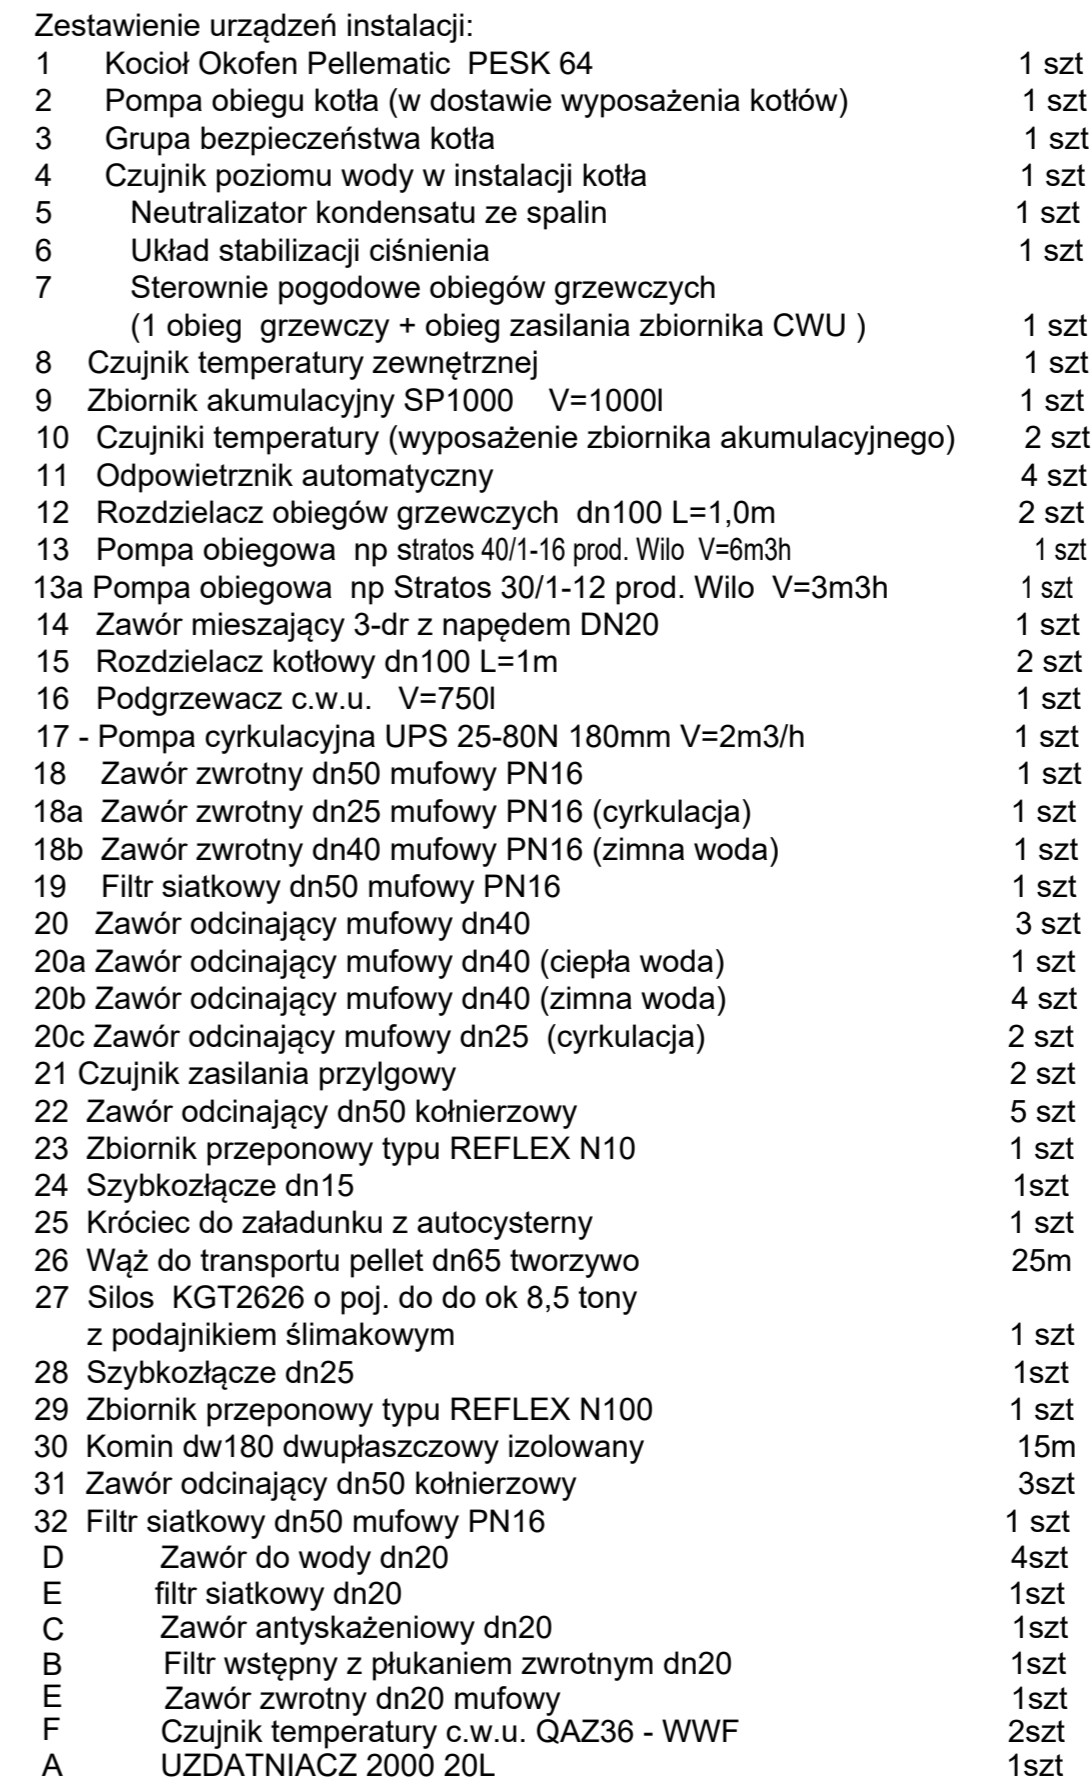 Zestawienie urządzeń instalacji:
1 Kocioł Okofen Pellematic PESK 64 1 szt
2 Pompa obiegu kotła (w dostawie wyposażenia kotłów) 1 szt
3 Grupa bezpieczeństwa kotła 1 szt
4 Czujnik poziomu wody w instalacji kotła 1 szt
5 Neutralizator kondensatu ze spalin 1 szt
6 Układ stabilizacji ciśnienia 1 szt
7 Sterownie pogodowe obiegów grzewczych
(1 obieg grzewczy + obieg zasilania zbiornika CWU ) 1 szt
8 Czujnik temperatury zewnętrznej 1 szt
9 Zbiornik akumulacyjny SP1000 V=1000l 1 szt
10 Czujniki temperatury (wyposażenie zbiornika akumulacyjnego) 2 szt
11 Odpowietrznik automatyczny 4 szt
12 Rozdzielacz obiegów grzewczych dn100 L=1,0m 2 szt
13 Pompa obiegowa np stratos 40/1-16 prod. Wilo V=6m3h 1 szt
13a Pompa obiegowa np Stratos 30/1-12 prod. Wilo V=3m3h 1 szt
14 Zawór mieszający 3-dr z napędem DN20 1 szt
15 Rozdzielacz kotłowy dn100 L=1m 2 szt
16 Podgrzewacz c.w.u. V=750l 1 szt
17 - Pompa cyrkulacyjna UPS 25-80N 180mm V=2m3/h 1 szt
18 Zawór zwrotny dn50 mufowy PN16 1 szt
18a Zawór zwrotny dn25 mufowy PN16 (cyrkulacja) 1 szt
18b Zawór zwrotny dn40 mufowy PN16 (zimna woda) 1 szt
19 Filtr siatkowy dn50 mufowy PN16 1 szt
20 Zawór odcinający mufowy dn40 3 szt
20a Zawór odcinający mufowy dn40 (ciepła woda) 1 szt
20b Zawór odcinający mufowy dn40 (zimna woda) 4 szt
20c Zawór odcinający mufowy dn25 (cyrkulacja) 2 szt
21 Czujnik zasilania przylgowy 2 szt
22 Zawór odcinający dn50 kołnierzowy 5 szt
23 Zbiornik przeponowy typu REFLEX N10 1 szt
24 Szybkozłącze dn15 1szt
25 Króciec do załadunku z autocysterny 1 szt
26 Wąż do transportu pellet dn65 tworzywo 25m
27 Silos KGT2626 o poj. do do ok 8,5 tony
z podajnikiem ślimakowym 1 szt
28 Szybkozłącze dn25 1szt
29 Zbiornik przeponowy typu REFLEX N100 1 szt
30 Komin dw180 dwupłaszczowy izolowany 15m
31 Zawór odcinający dn50 kołnierzowy 3szt
32 Filtr siatkowy dn50 mufowy PN16 1 szt
D Zawór do wody dn20 4szt
E filtr siatkowy dn20 1szt
C Zawór antyskażeniowy dn20 1szt
B Filtr wstępny z płukaniem zwrotnym dn20 1szt
E Zawór zwrotny dn20 mufowy 1szt
F Czujnik temperatury c.w.u. QAZ36 - WWF 2szt
A UZDATNIACZ 2000 20L 1szt